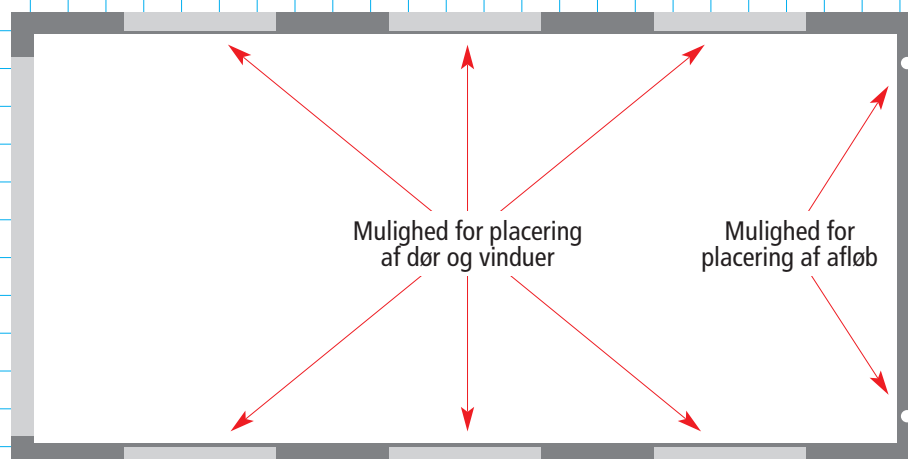 Mulighed for placering
af dør og vinduer
Mulighed for
placering af afløb